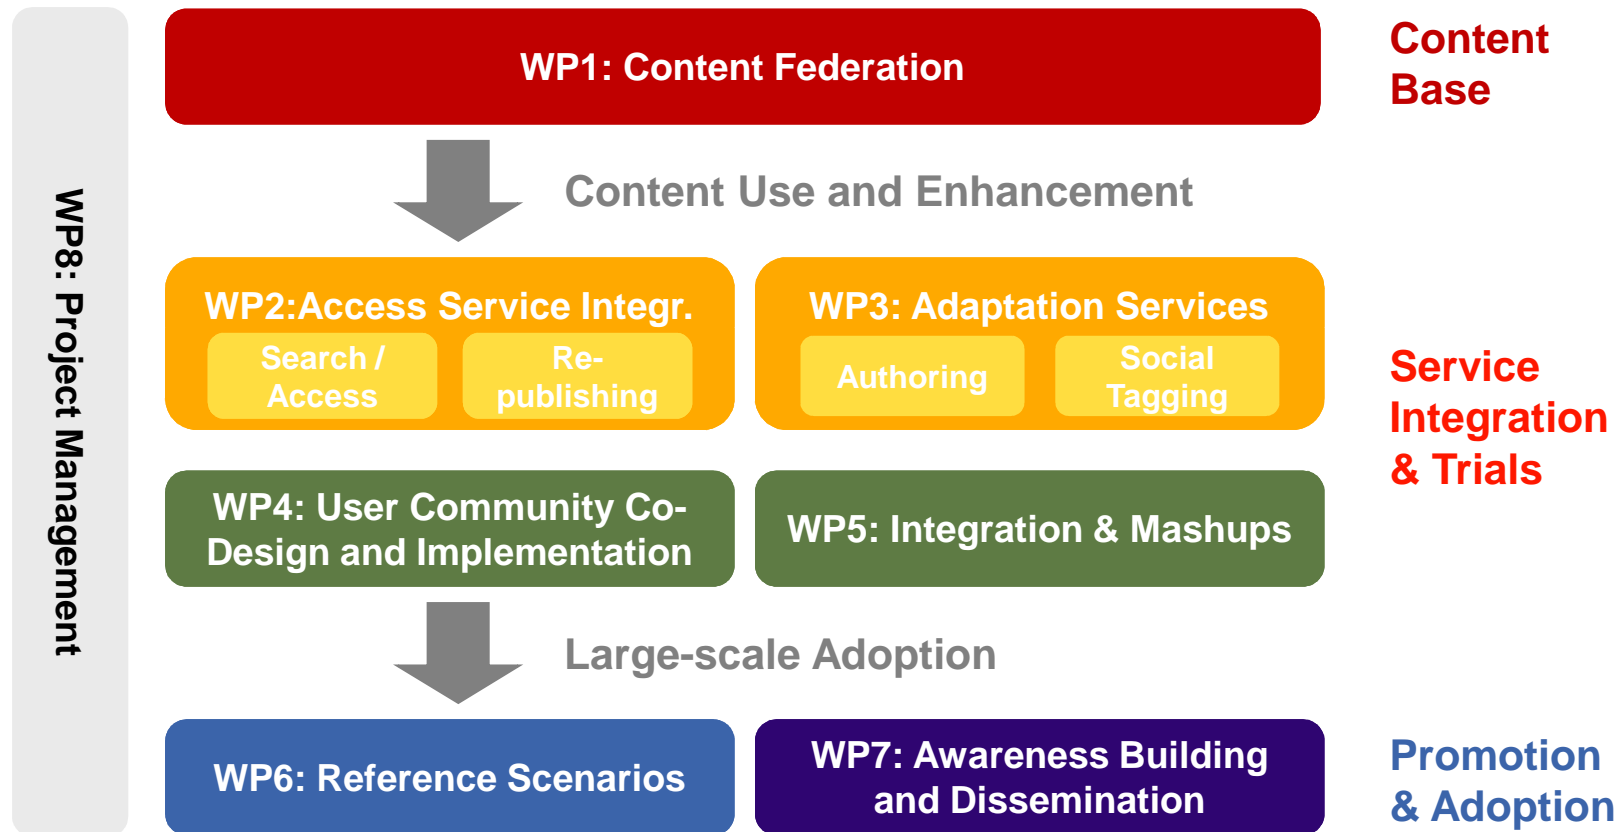 WP8: Project Management
WP1: Content Federation
Content
Base
Content Use and Enhancement
WP2:Access Service Integr.
Search /
Access
Re-
publishing
WP3: Adaptation Services
Authoring
Social
Tagging
Service
Integration
& Trials
WP4: User Community Co-
Design and Implementation
WP5: Integration & Mashups
Large-scale Adoption
WP6: Reference Scenarios
WP7: Awareness Building
and Dissemination
Promotion
& Adoption